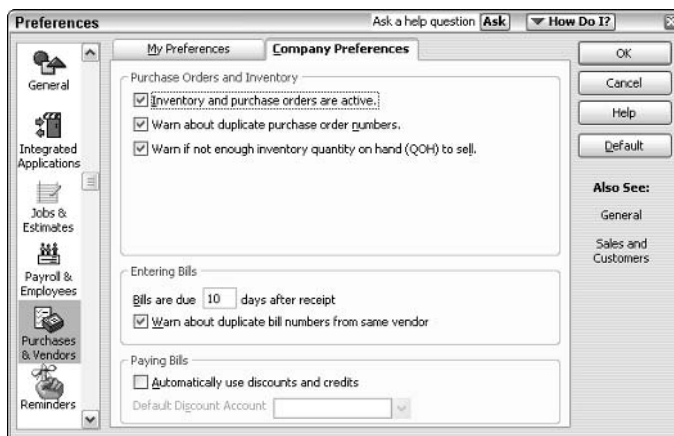 Preferences
Ask a help question Ask
How Do I?
General
Integrated
Applications
Jobs &
Estimates
Payroll &
Employees
Purchases
& Vendors
Reminders
My Preferences
Company Preferences
Purchase Orders and Inventory
Inventory and purchase orders are active.
Warn about duplicate purchase order numbers.
Warn if not enough inventory quantity on hand (QOH) to sell.
Entering Bills
Bills are due 10 days after receipt
Warn about duplicate bill numbers from same vendor
Paying Bills
Automatically use discounts and credits
Default Discount Account
OK
Cancel
Help
Default
Also See:
General
Sales and
Customers